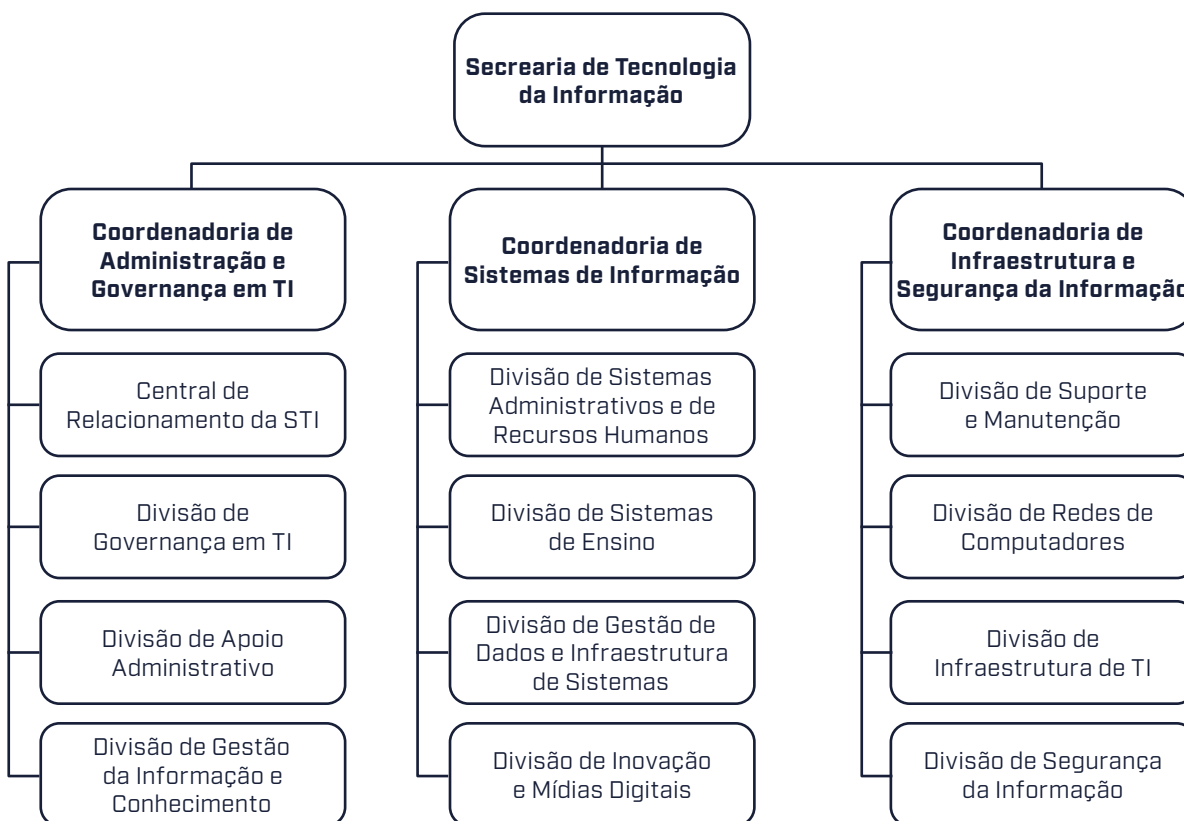 Secrearia de Tecnologia
da Informação
Coordenadoria de
Administração e
Governança em TI
Central de
Relacionamento da STI
Divisão de
Governança em TI
Divisão de Apoio
Administrativo
Divisão de Gestão
da Informação e
Conhecimento
Coordenadoria de
Sistemas de Informação
Divisão de Sistemas
Administrativos e de
Recursos Humanos
Divisão de Sistemas
de Ensino
Divisão de Gestão de
Dados e Infraestrutura
de Sistemas
Divisão de Inovação
e Mídias Digitais
Coordenadoria de
Infraestrutura e
Segurança da Informação
Divisão de Suporte
e Manutenção
Divisão de Redes de
Computadores
Divisão de
Infraestrutura de TI
Divisão de Segurança
da Informação